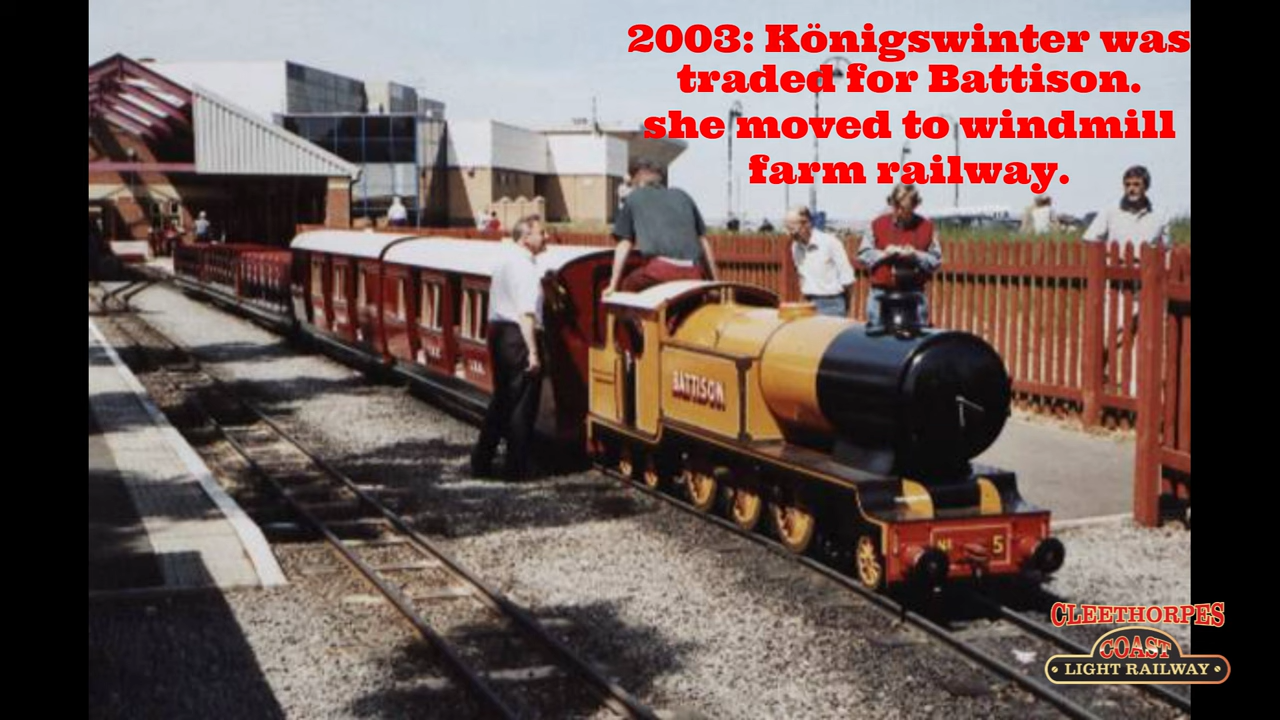 2003: Königswinter was
traded for Battison.
she moved to windmill
farm railway.
BATTISON
№ 5
CLEETHORPES
COAST
LIGHT RAILWAY